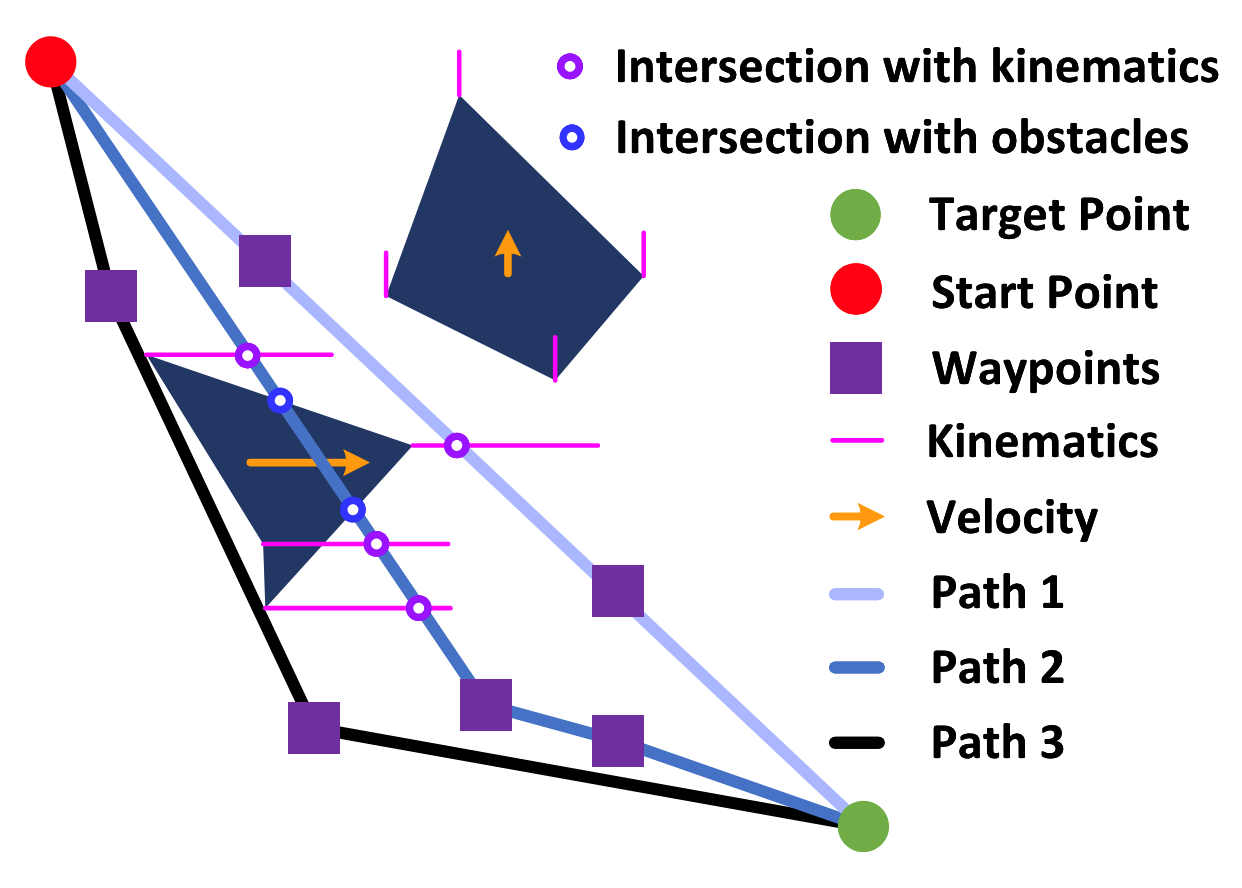 Intersection with kinematics
Intersection with obstacles
Target Point
Start Point
Waypoints
Kinematics
Velocity
Path 1
Path 2
Path 3